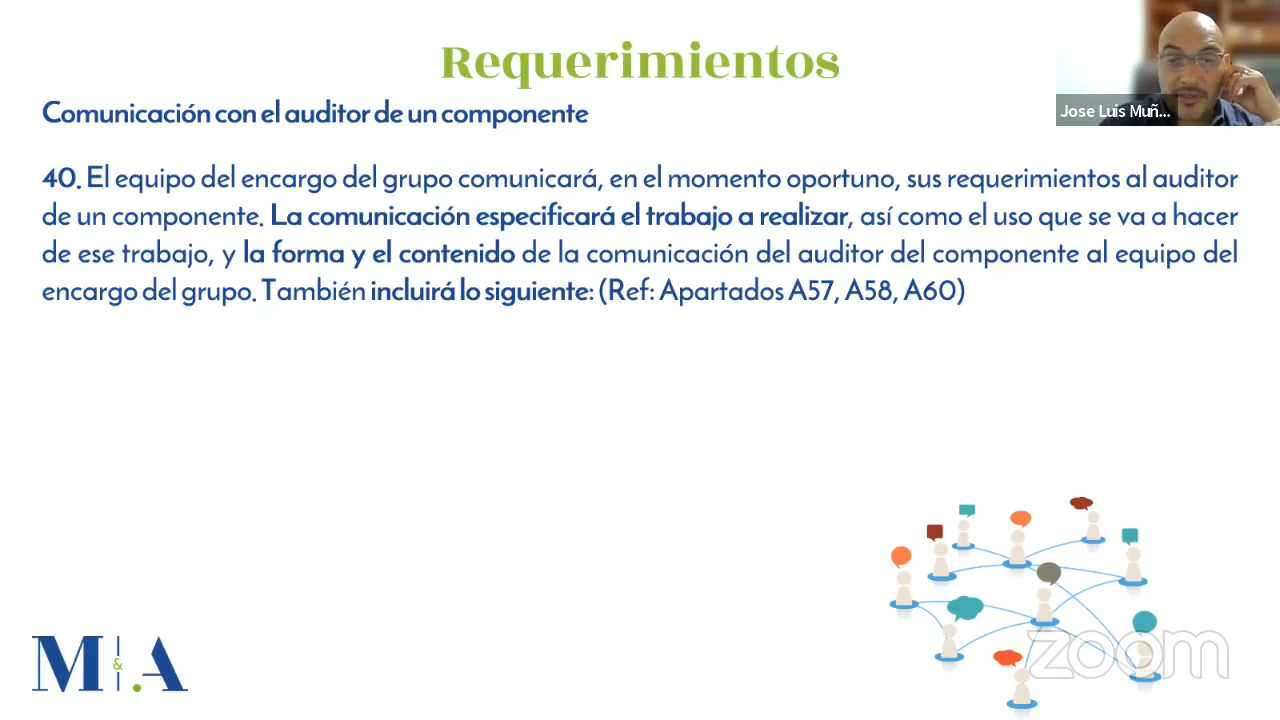 Requerimientos
Jose Luis Muñ...
Comunicación con el auditor de un componente
40. El equipo del encargo del grupo comunicará, en el momento oportuno, sus requerimientos al auditor
de un componente. La comunicación especificará el trabajo a realizar, así como el uso que se va a hacer
de ese trabajo, y la forma y el contenido de la comunicación del auditor del componente al equipo del
encargo del grupo. También incluirá lo siguiente: (Ref: Apartados A57, A58, A60)
M&A
zoom